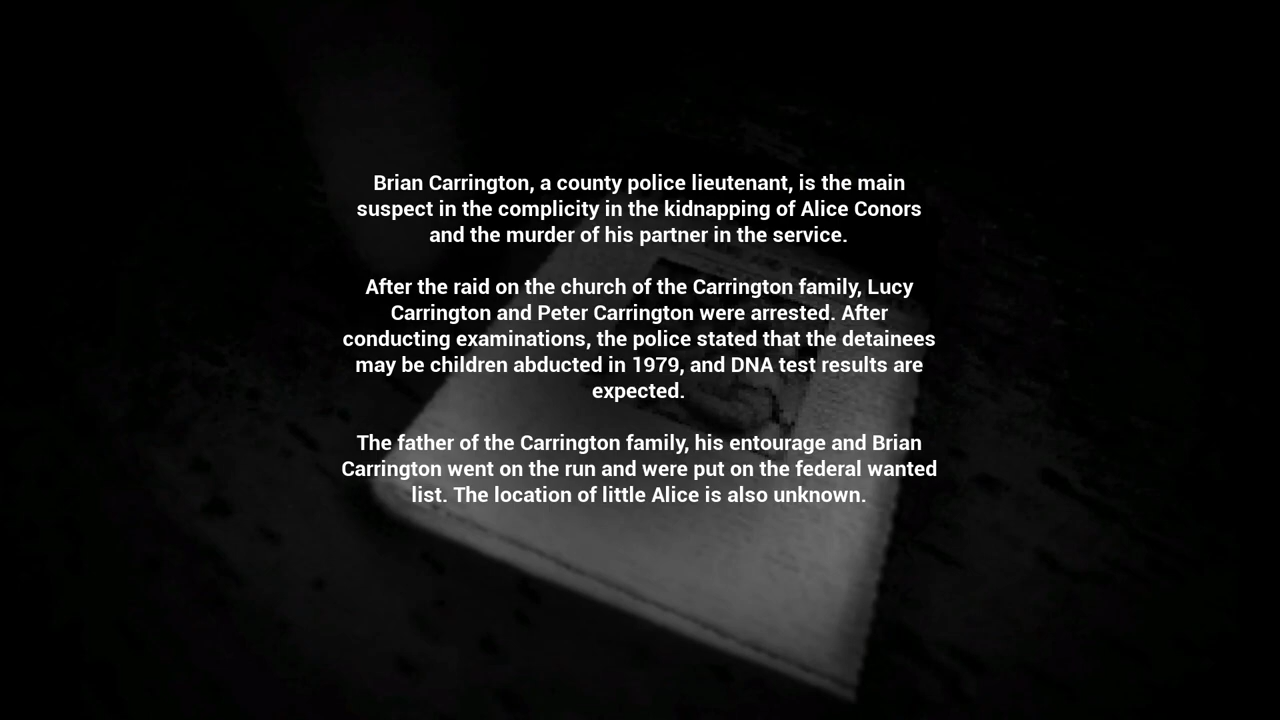 Brian Carrington, a county police lieutenant, is the main
suspect in the complicity in the kidnapping of Alice Conors
and the murder of his partner in the service.
After the raid on the church of the Carrington family, Lucy
Carrington and Peter Carrington were arrested. After
conducting examinations, the police stated that the detainees
may be children abducted in 1979, and DNA test results are
expected.
The father of the Carrington family, his entourage and Brian
Carrington went on the run and were put on the federal wanted
list. The location of little Alice is also unknown.